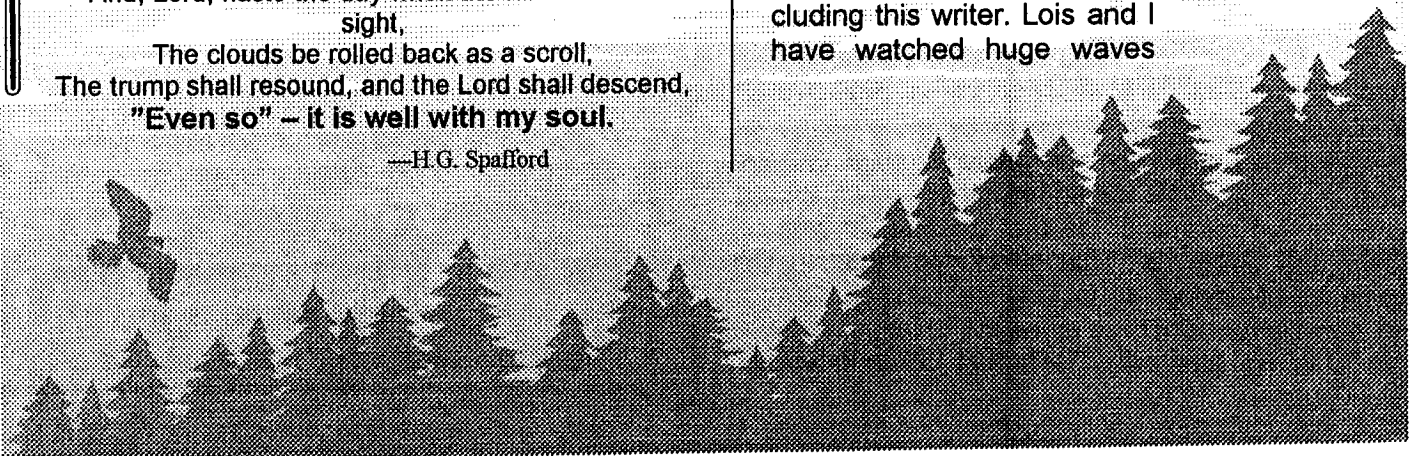 sight,
The clouds be rolled back as a scroll,
The trump shall resound, and the Lord shall descend,
"Even so" – it is well with my soul.
—H.G. Spafford
cluding this writer. Lois and I
have watched huge waves